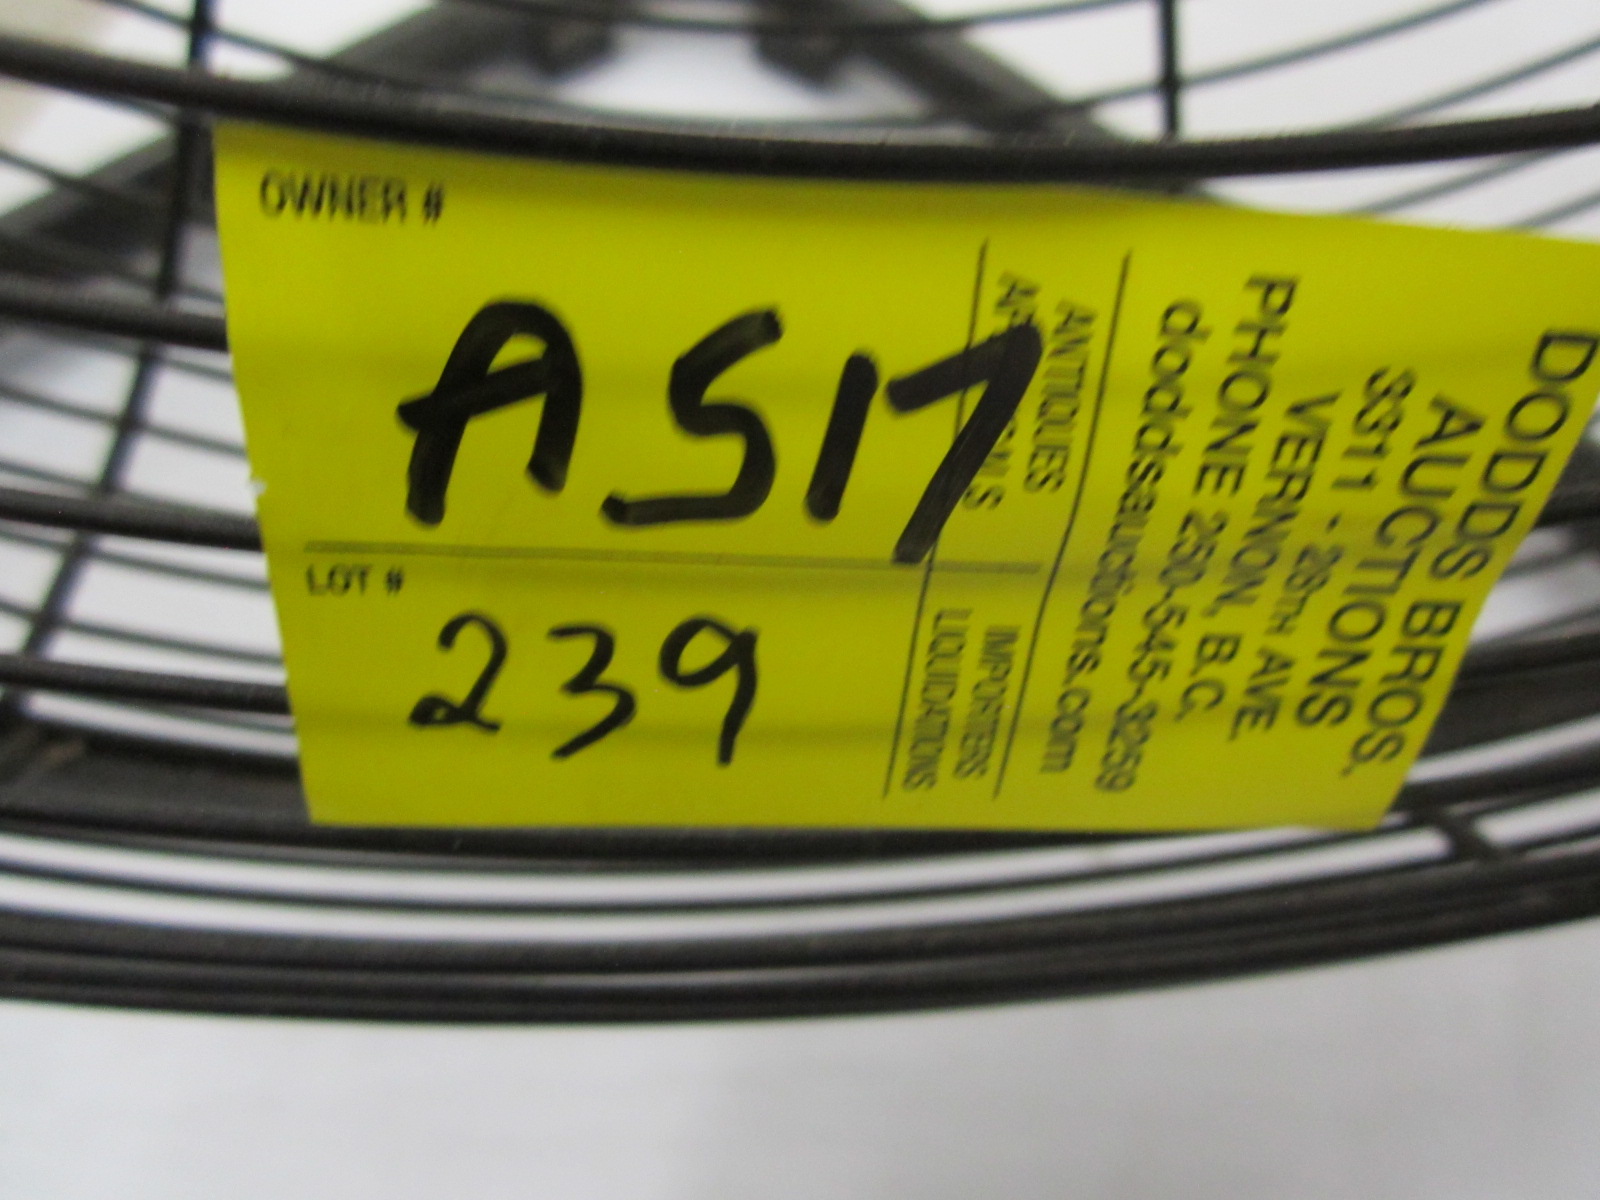 OWNER #
A517
LOT #
239
DODDS BROS.
AUCTIONS
3311 - 28TH AVE.
VERNON, B.C.
PHONE 250-545-3259
doddsauctions.com
ANTIQUES IMPORTERS
LIQUIDATIONS